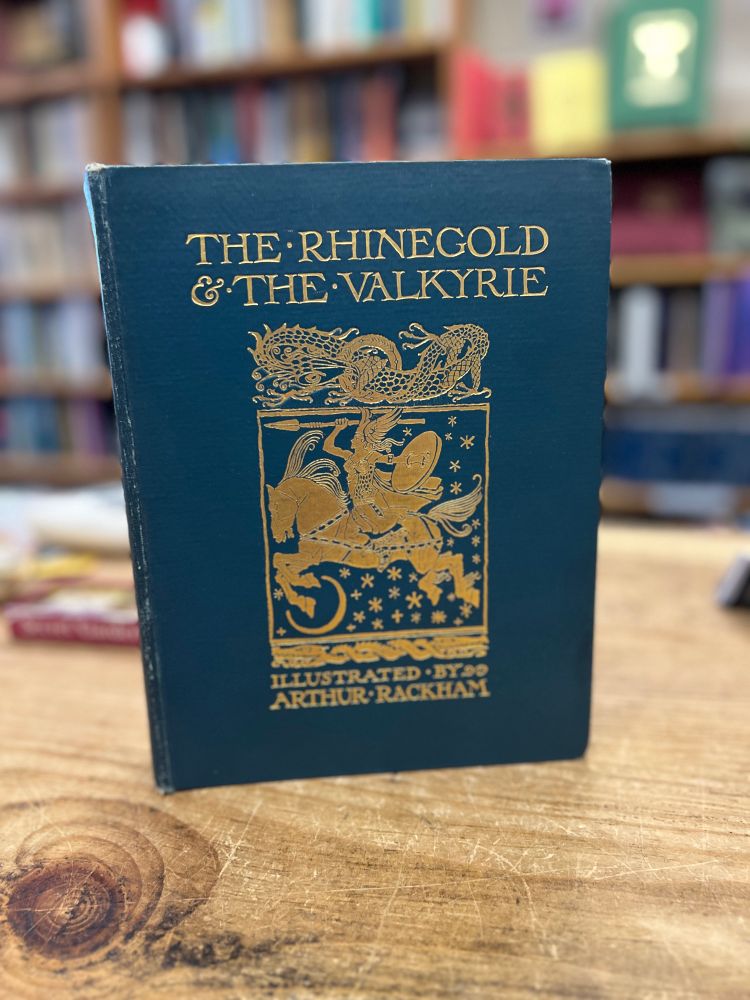 THE·RHINEGOLD
&·THE·VALKYRIE
ILLUSTRATED·BY
ARTHUR·RACKHAM